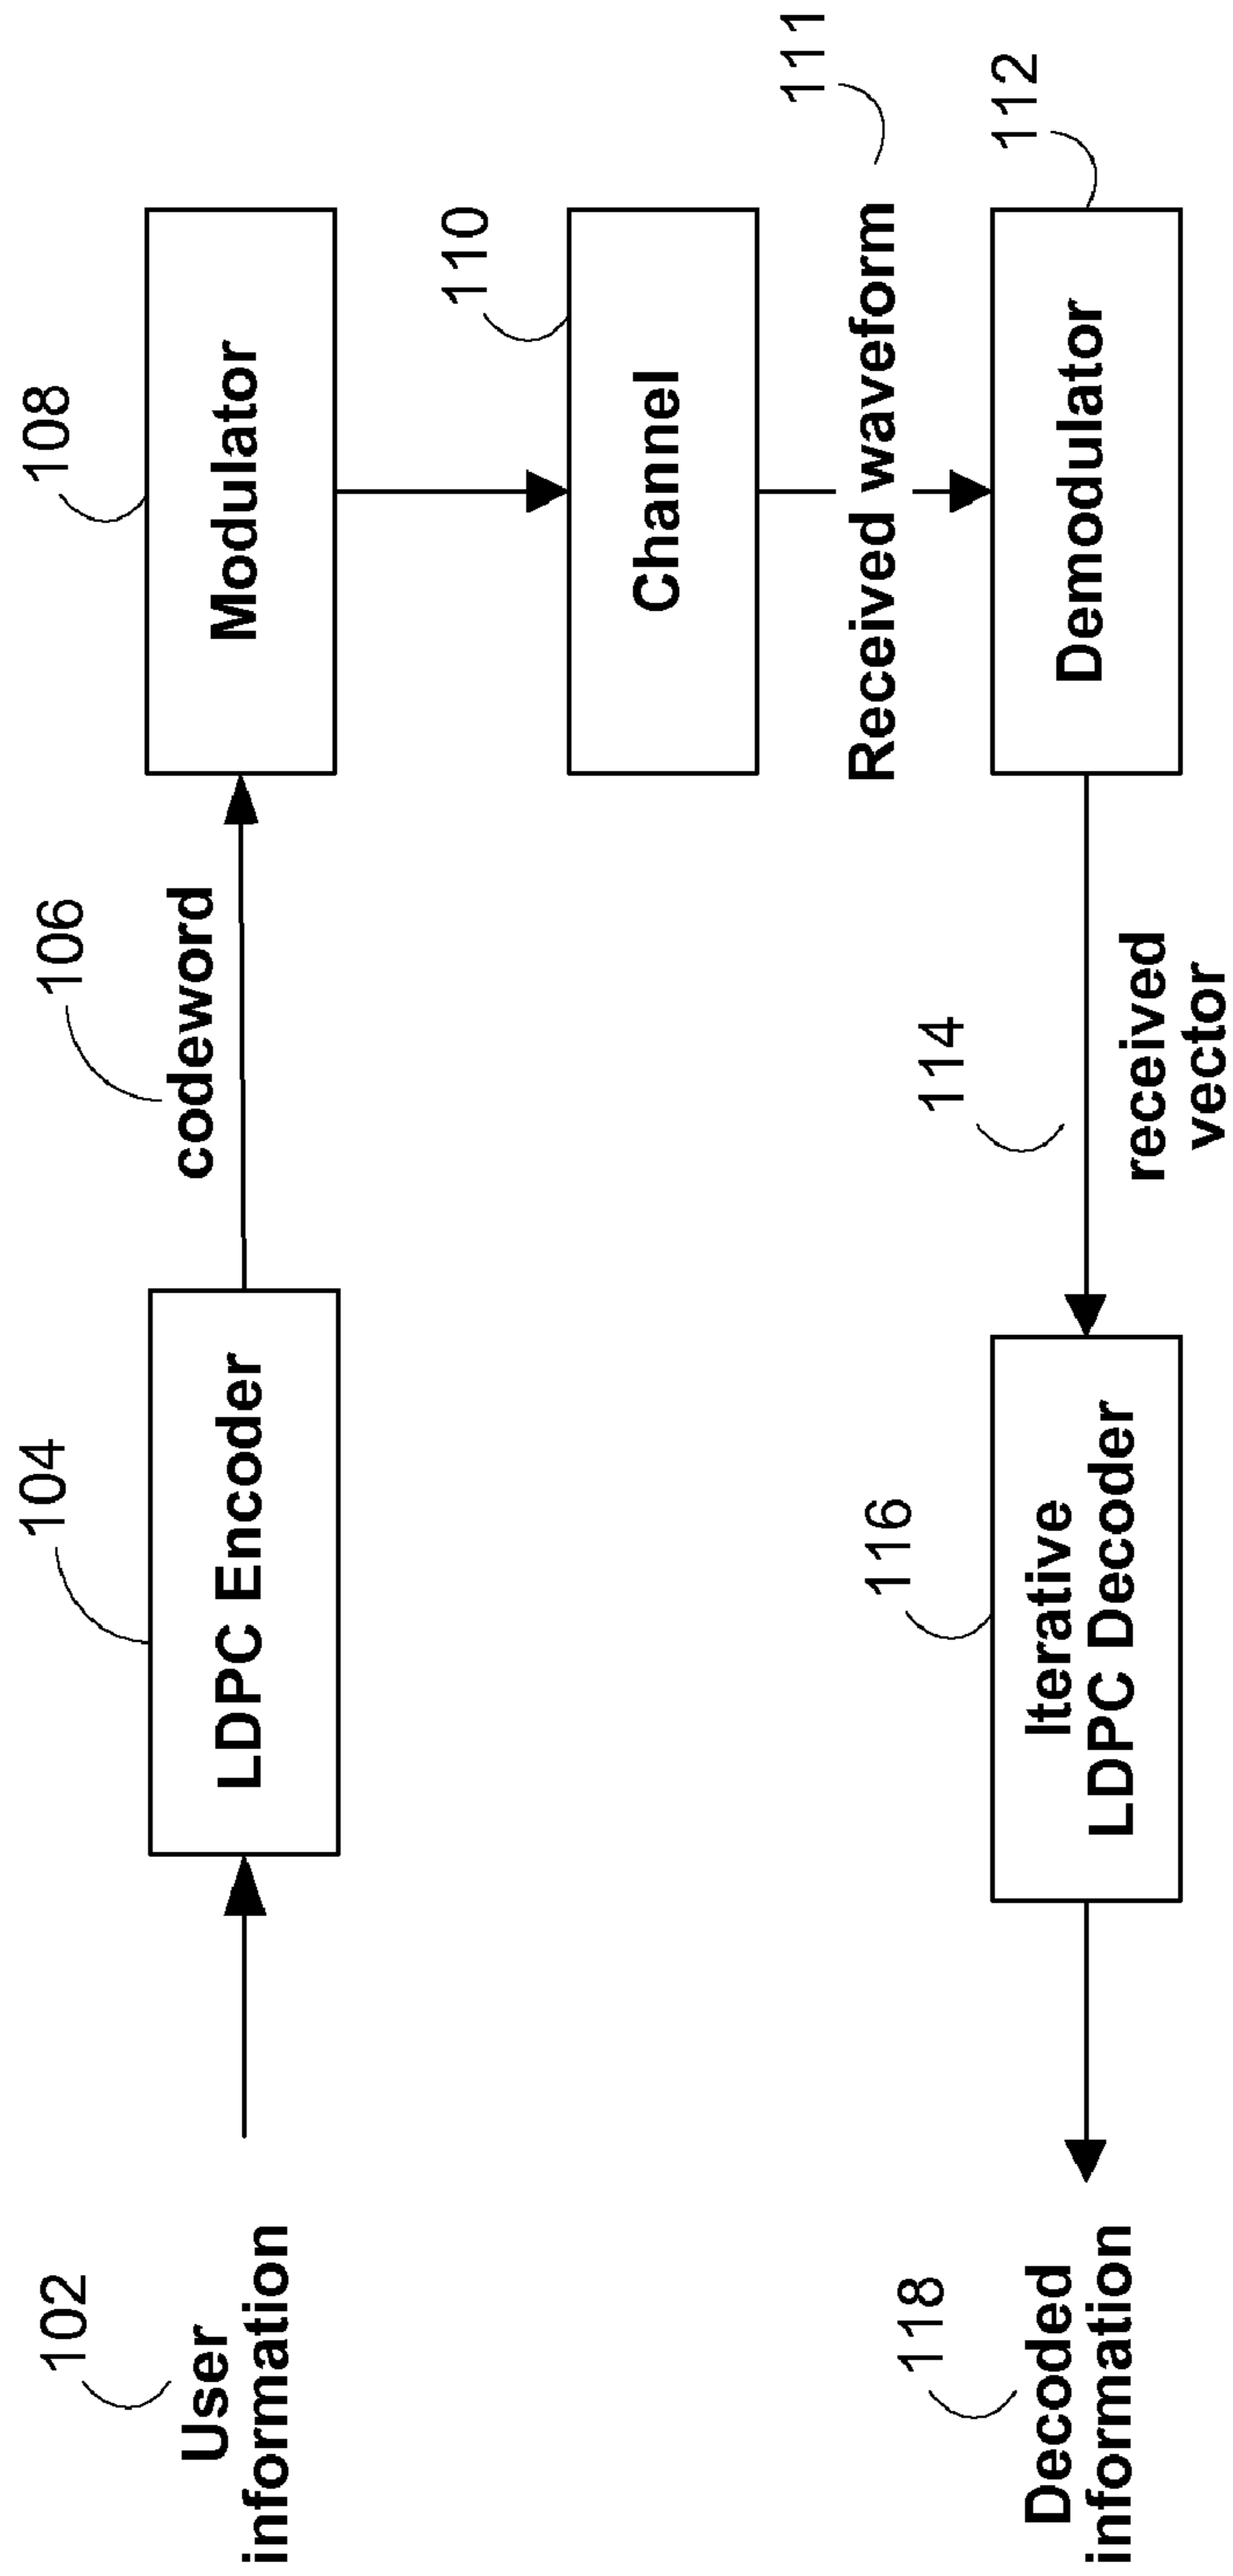 102
User
information
104
LDPC Encoder
106
codeword
108
Modulator
110
Channel
111
Received waveform
112
Demodulator
114
received
vector
116
Iterative
LDPC Decoder
118
Decoded
information